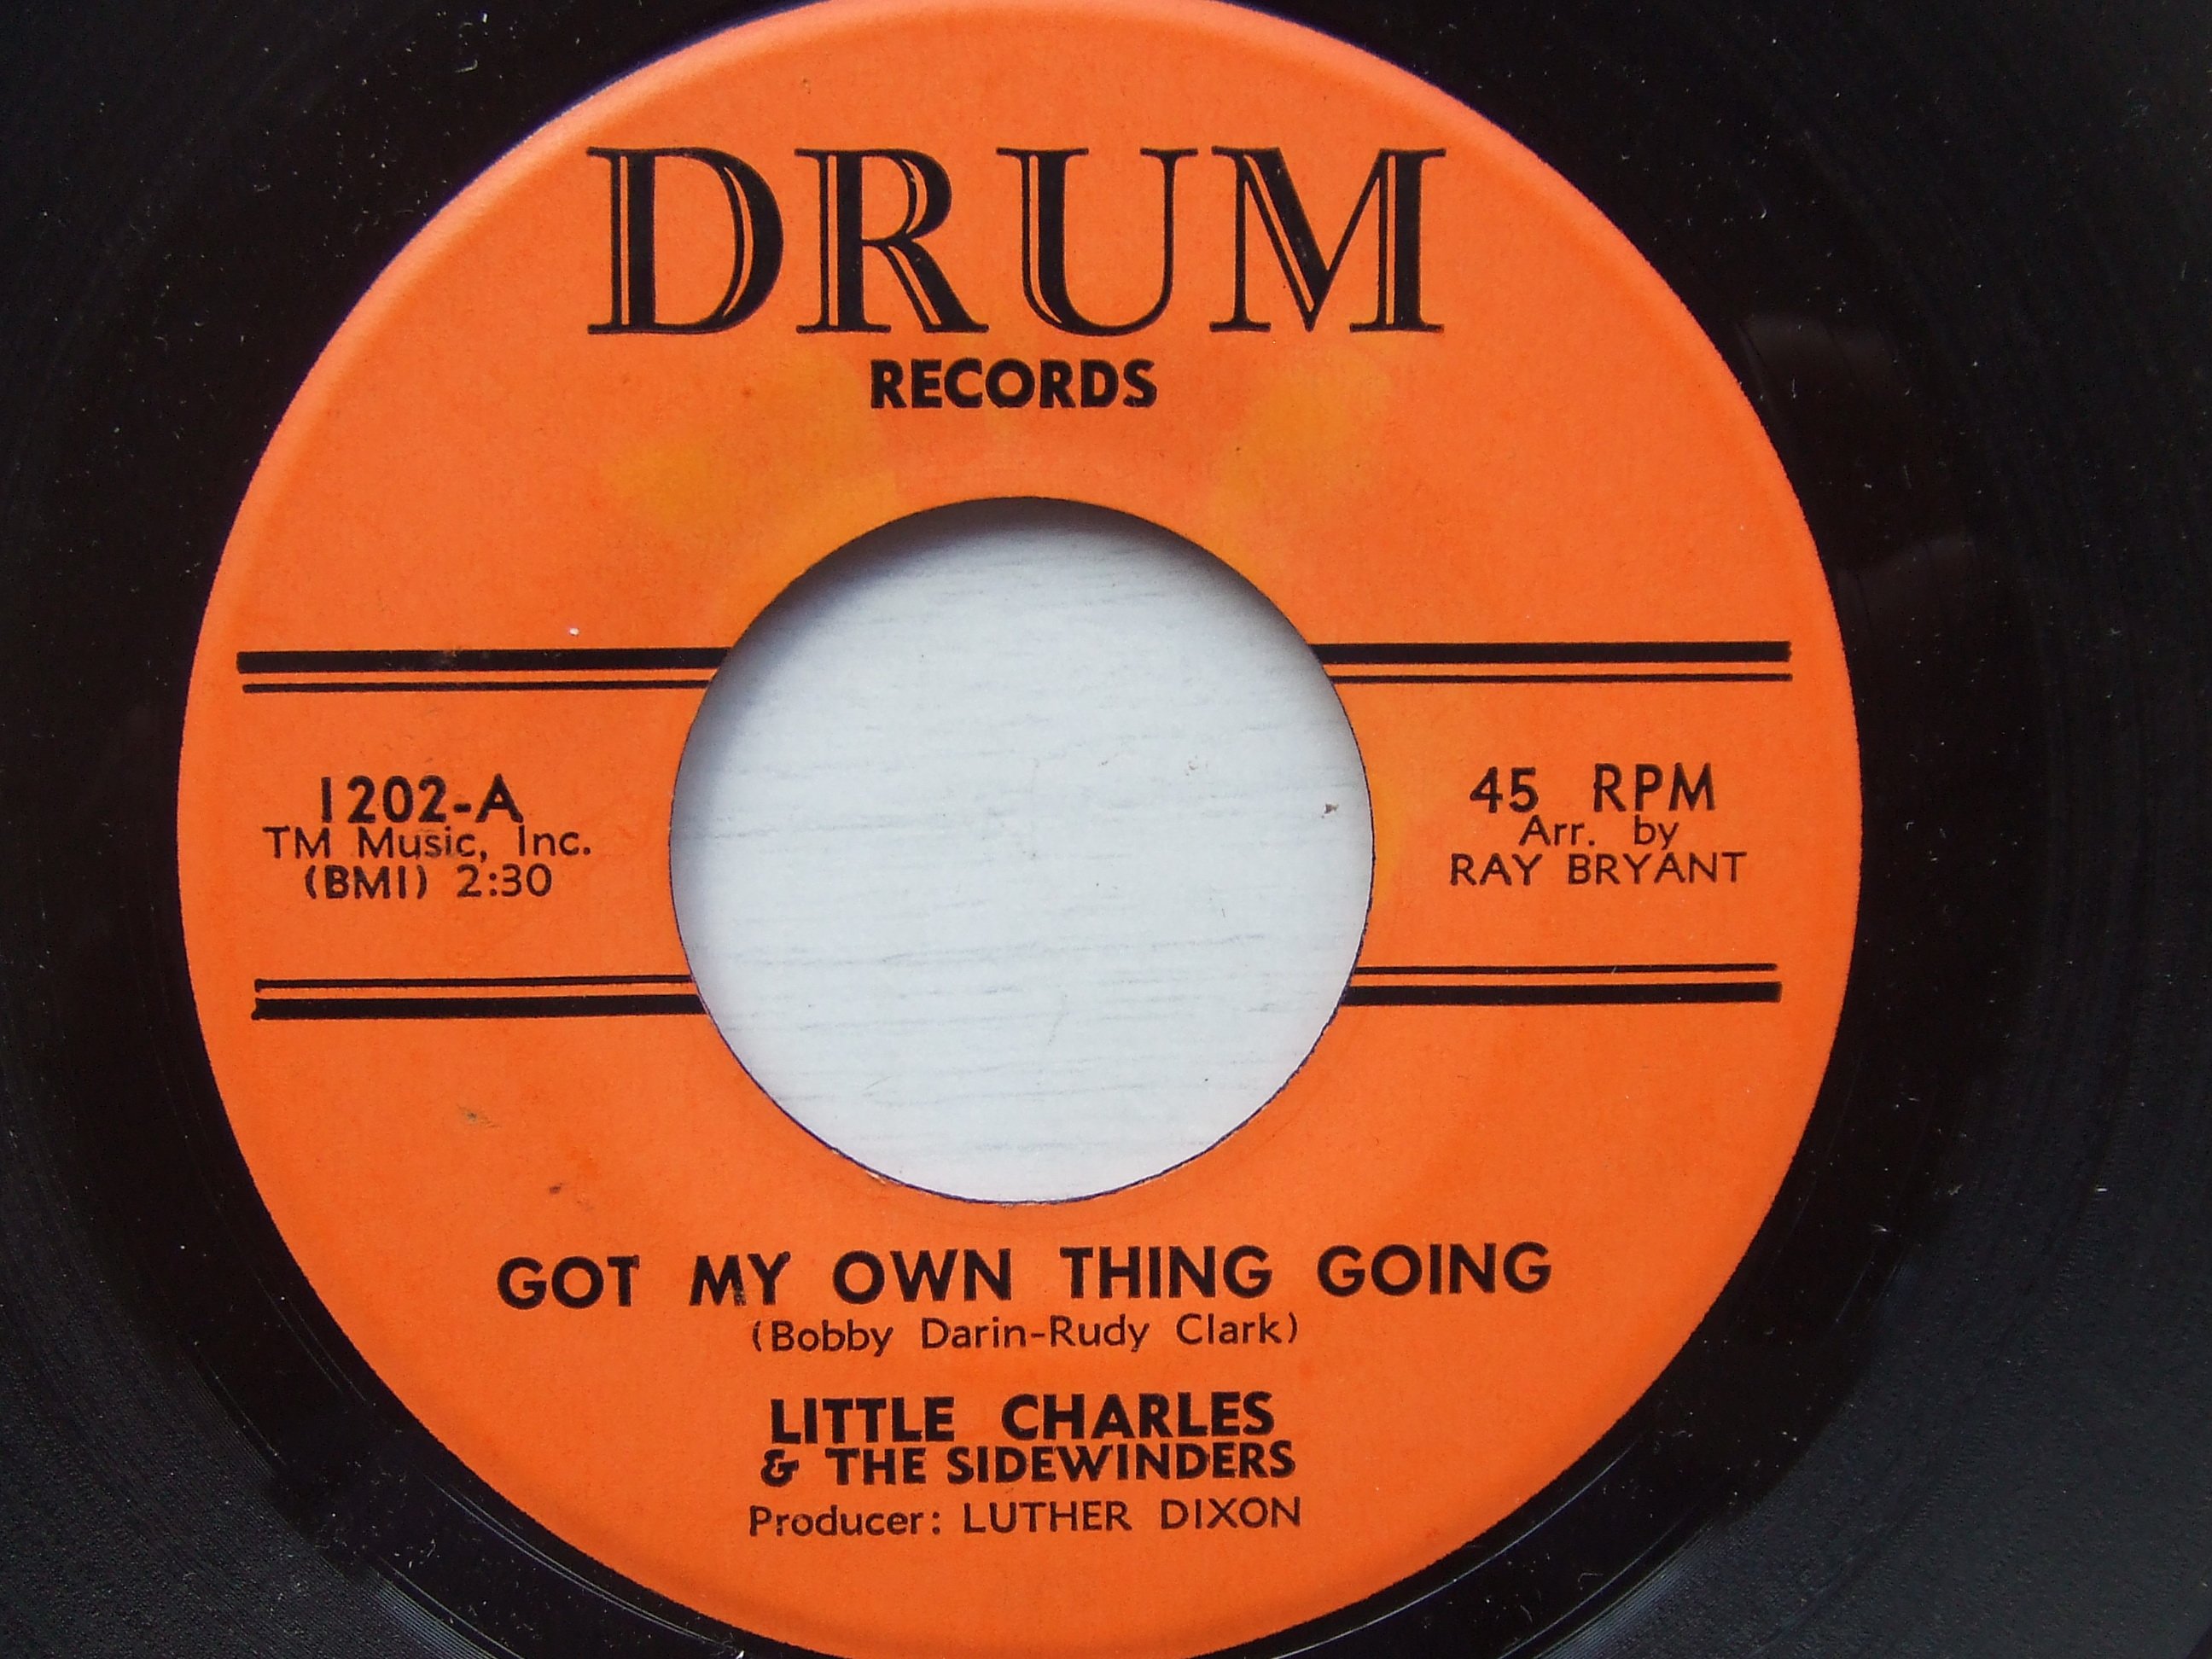 DRUM
RECORDS
1202-A
TM Music, Inc.
(BMI) 2:30
45 RPM
Arr. by
RAY BRYANT
GOT MY OWN THING GOING
(Bobby Darin-Rudy Clark)
LITTLE CHARLES
& THE SIDEWINDERS
Producer: LUTHER DIXON